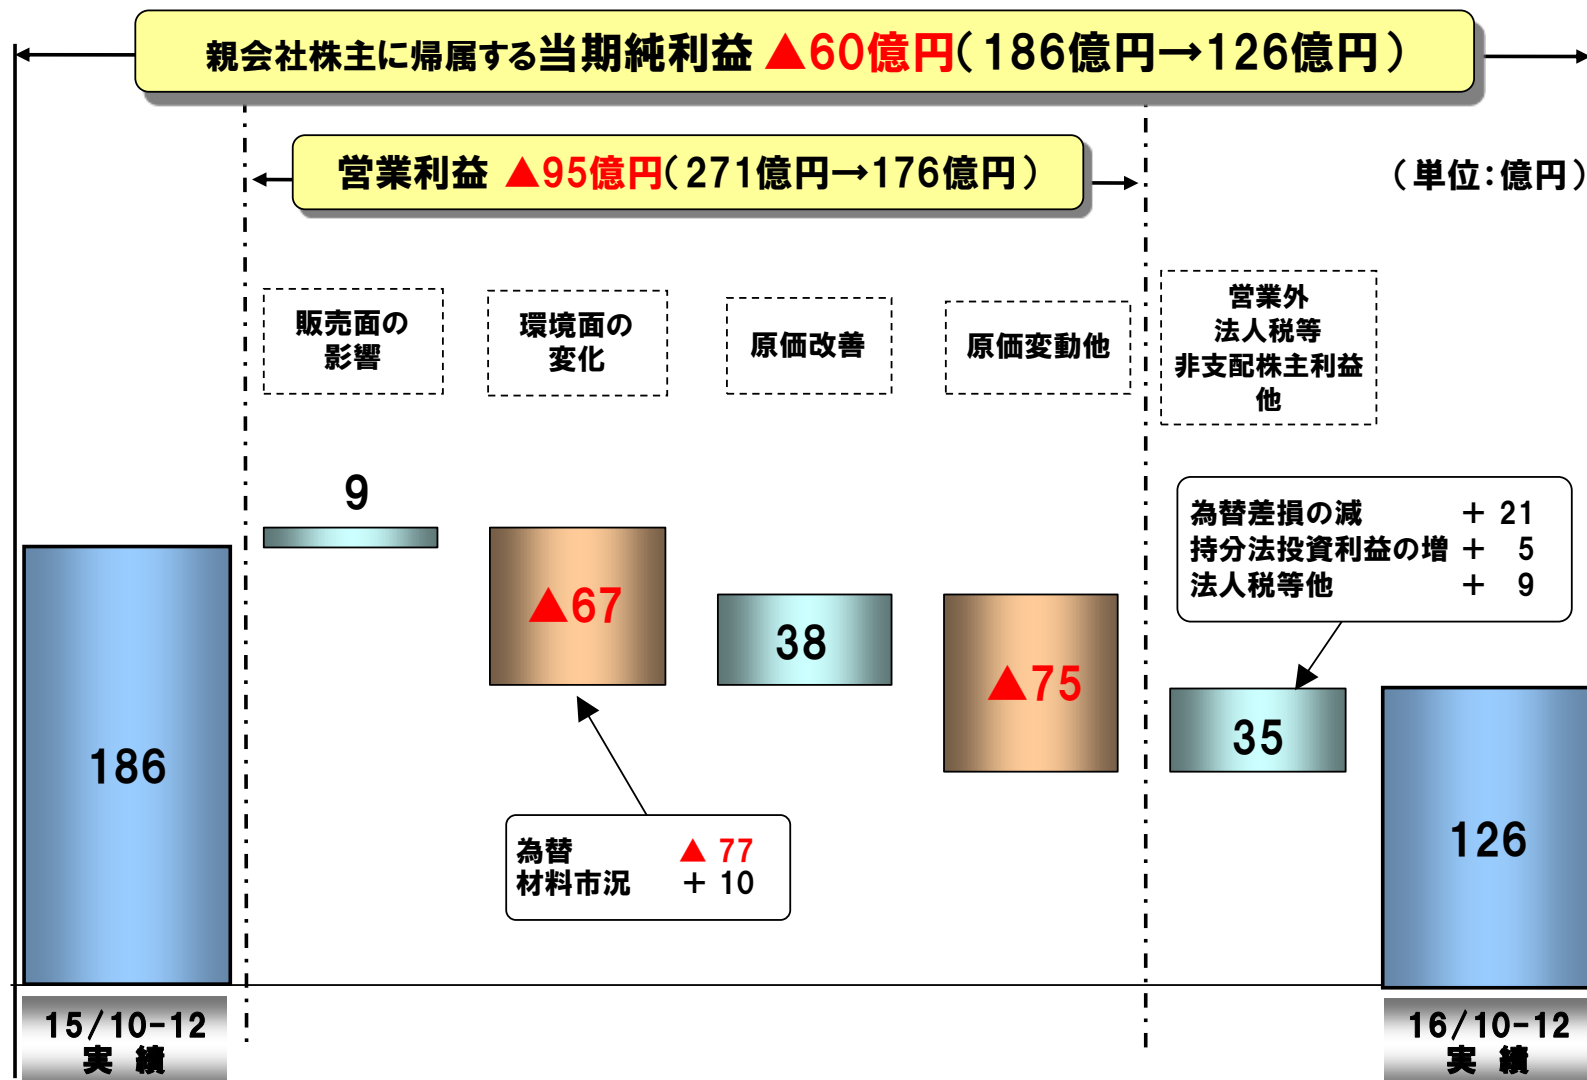 親会社株主に帰属する当期純利益 ▲60億円(186億円→126億円)
営業利益 ▲95億円(271億円→176億円)
(単位:億円)
販売面の
影響
環境面の
変化
原価改善
原価変動他
営業外
法人税等
非支配株主利益
他
9
▲67
38
▲75
35
186
126
為替差損の減 + 21
持分法投資利益の増 + 5
法人税等他 + 9
為替 ▲ 77
材料市況 + 10
15/10-12
実 績
16/10-12
実 績